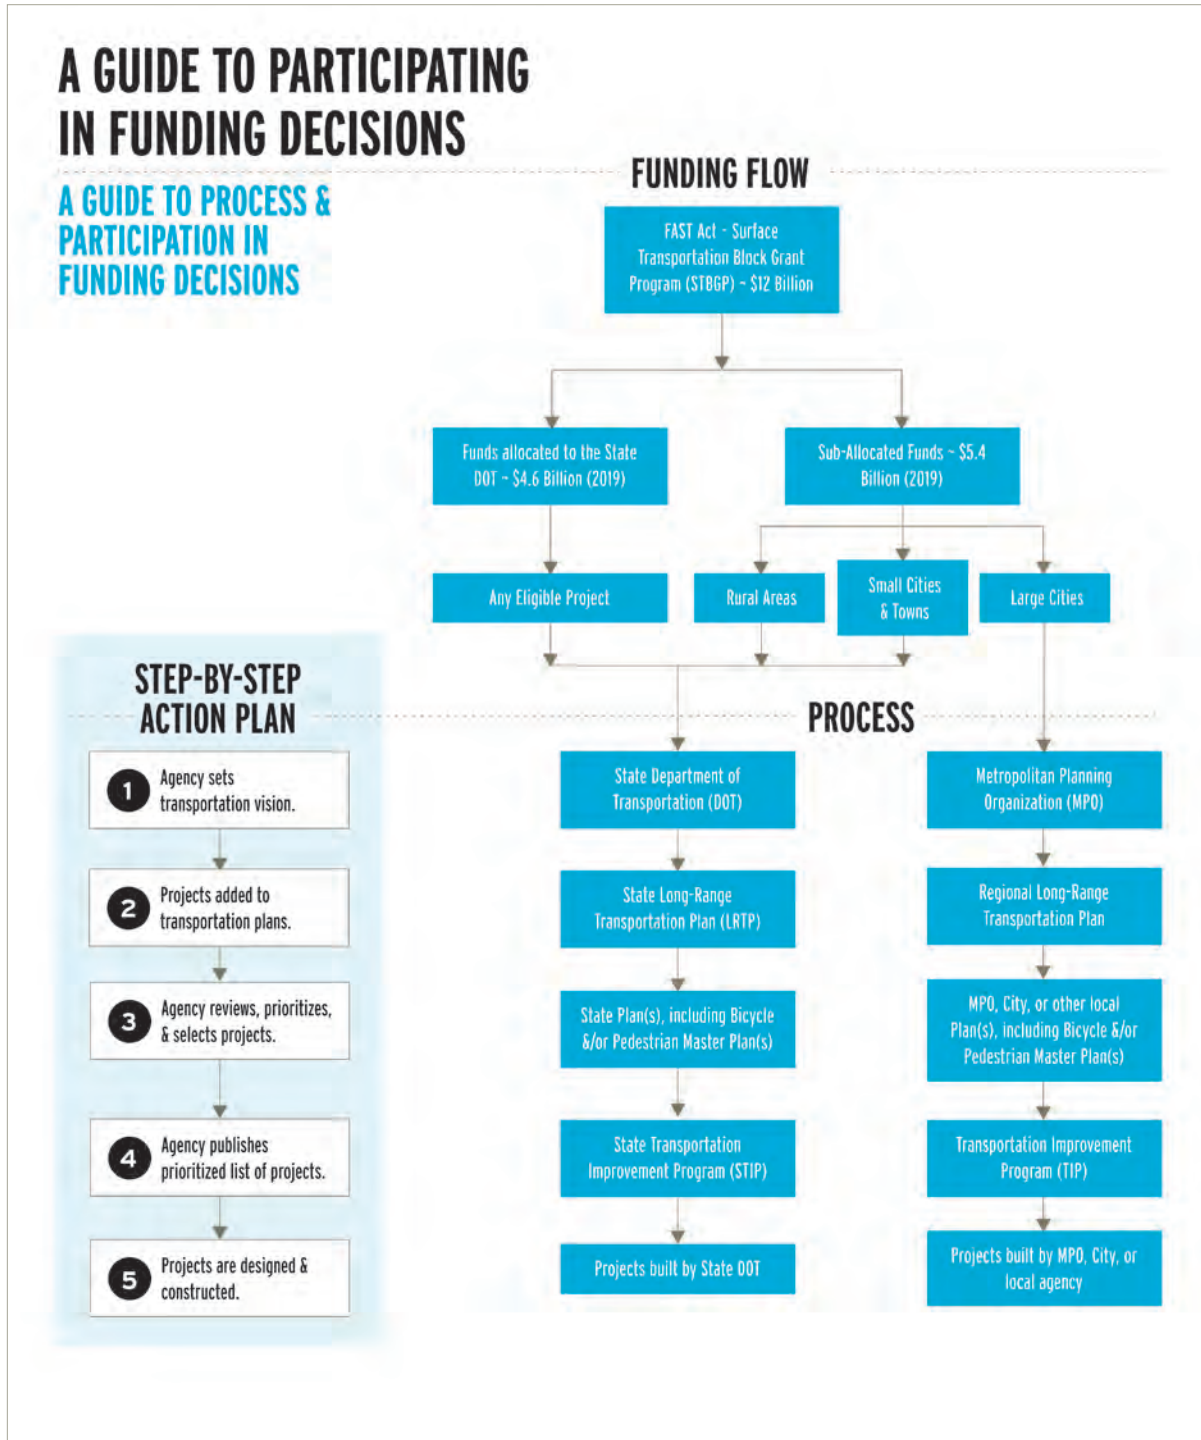 A GUIDE TO PARTICIPATING
IN FUNDING DECISIONS
A GUIDE TO PROCESS &
PARTICIPATION IN
FUNDING DECISIONS
FUNDING FLOW
FAST Act - Surface
Transportation Block Grant
Program (STBGP) ~ $12 Billion
Funds allocated to the State
DOT ~ $4.6 Billion (2019)
Sub-Allocated Funds ~ $5.4
Billion (2019)
Any Eligible Project
Rural Areas
Small Cities
& Towns
Large Cities
STEP-BY-STEP
ACTION PLAN
1
Agency sets
transportation vision.
2
Projects added to
transportation plans.
3
Agency reviews, prioritizes,
& selects projects.
4
Agency publishes
prioritized list of projects.
5
Projects are designed &
constructed.
PROCESS
State Department of
Transportation (DOT)
State Long-Range
Transportation Plan (LRTP)
State Plan(s), including Bicycle
&/or Pedestrian Master Plan(s)
State Transportation
Improvement Program (STIP)
Projects built by State DOT
Metropolitan Planning
Organization (MPO)
Regional Long-Range
Transportation Plan
MPO, City, or other local
Plan(s), including Bicycle &/or
Pedestrian Master Plan(s)
Transportation Improvement
Program (TIP)
Projects built by MPO, City, or
local agency